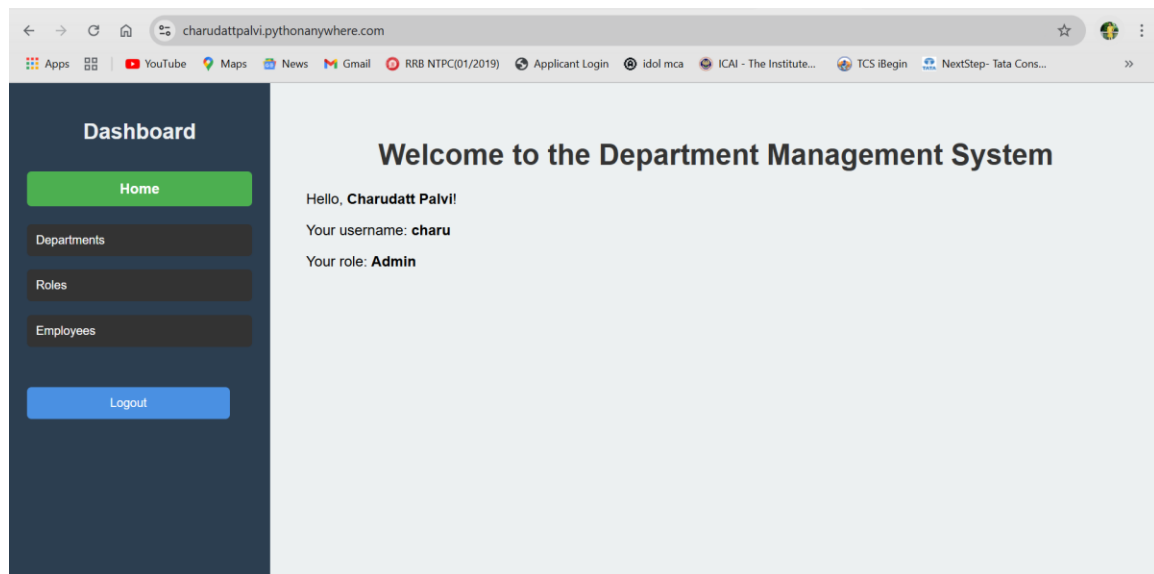 charudattpalvi.pythonanywhere.com
Apps YouTube Maps News Gmail RRB NTPC(01/2019) Applicant Login idol mca ICAI - The Institute... TCS iBegin NextStep- Tata Cons... »
Dashboard
Home
Departments
Roles
Employees
Logout
Welcome to the Department Management System
Hello, Charudatt Palvi!
Your username: charu
Your role: Admin